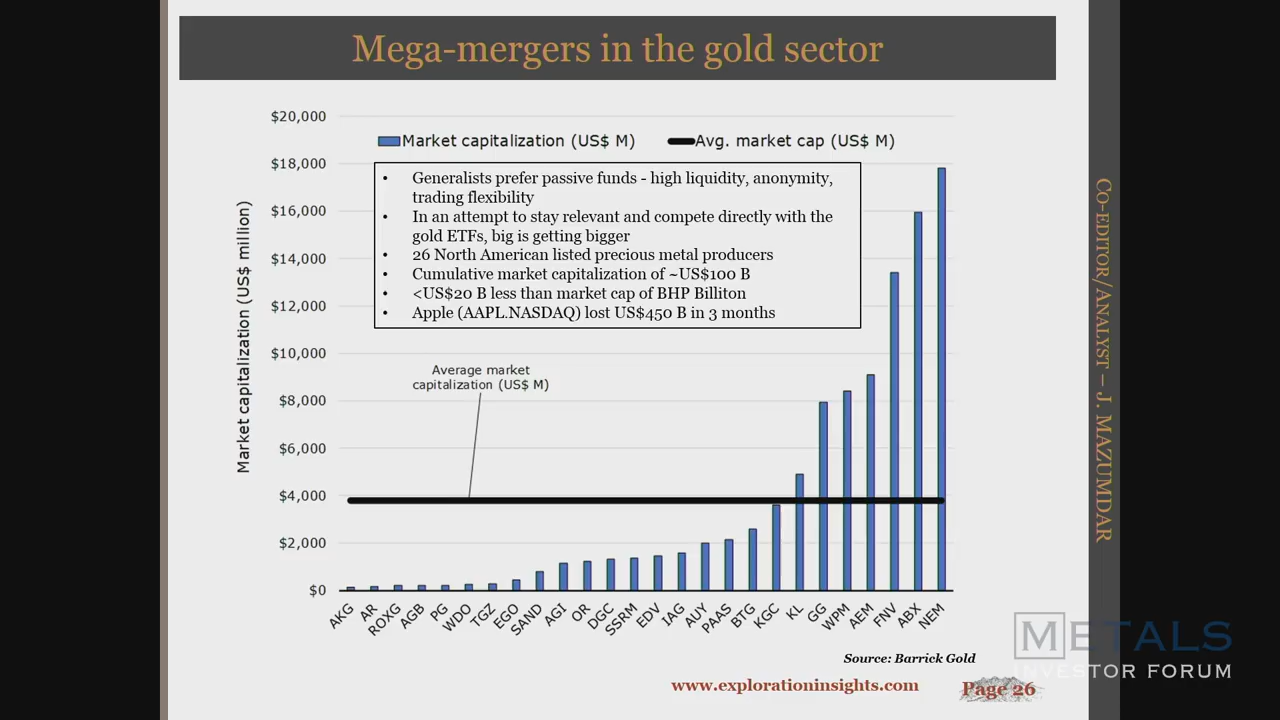 Mega-mergers in the gold sector
$20,000
$18,000
$16,000
$14,000
$12,000
$10,000
$8,000
$6,000
$4,000
$2,000
$0
Market capitalization (US$ million)
Market capitalization (US$ M)
Avg. market cap (US$ M)
• Generalists prefer passive funds - high liquidity, anonymity,
trading flexibility
• In an attempt to stay relevant and compete directly with the
gold ETFs, big is getting bigger
• 26 North American listed precious metal producers
• Cumulative market capitalization of ~US$100 B
• <US$20 B less than market cap of BHP Billiton
• Apple (AAPL.NASDAQ) lost US$450 B in 3 months
Average market
capitalization (US$ M)
AKG
AR
ROXG
AGB
PG
WDO
TGZ
EGO
SAND
AGI
OR
DGC
SSRM
EDV
IAG
AUY
PAAS
BTG
KGC
KL
GG
WPM
AEM
FNV
ABX
NEM
Source: Barrick Gold
www.explorationinsights.com
Page 26
CO-EDITOR/ANALYST – J. MAZUMDAR
METALS
INVESTOR FORUM